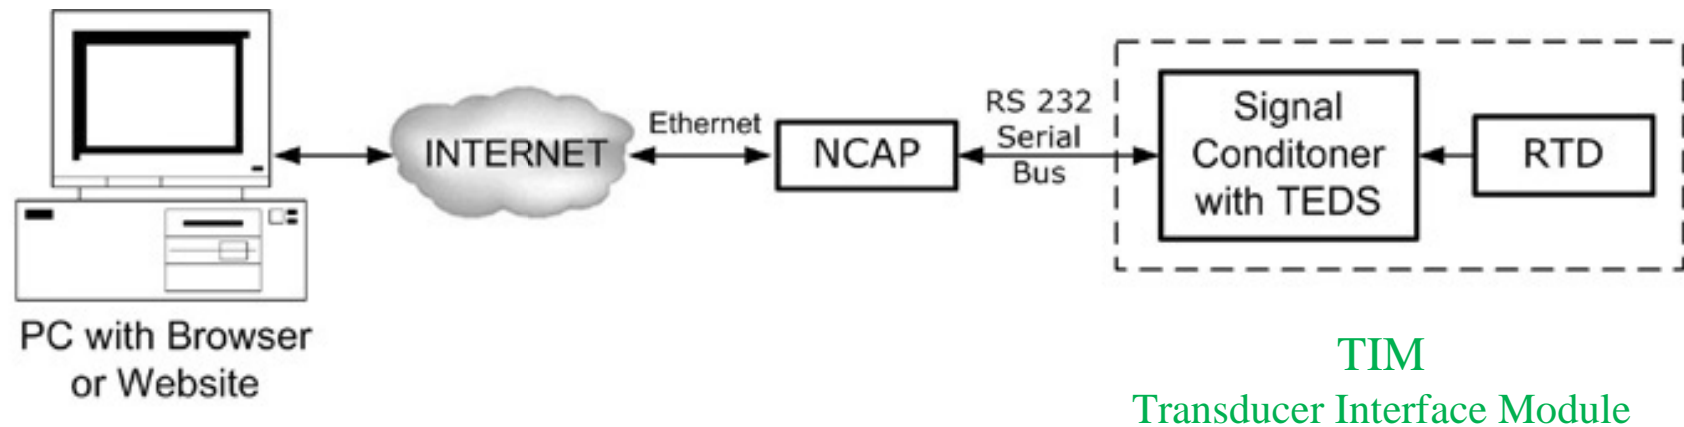 PC with Browser
or Website
INTERNET
Ethernet
NCAP
RS 232
Serial
Bus
Signal
Conditoner
with TEDS
RTD
TIM
Transducer Interface Module